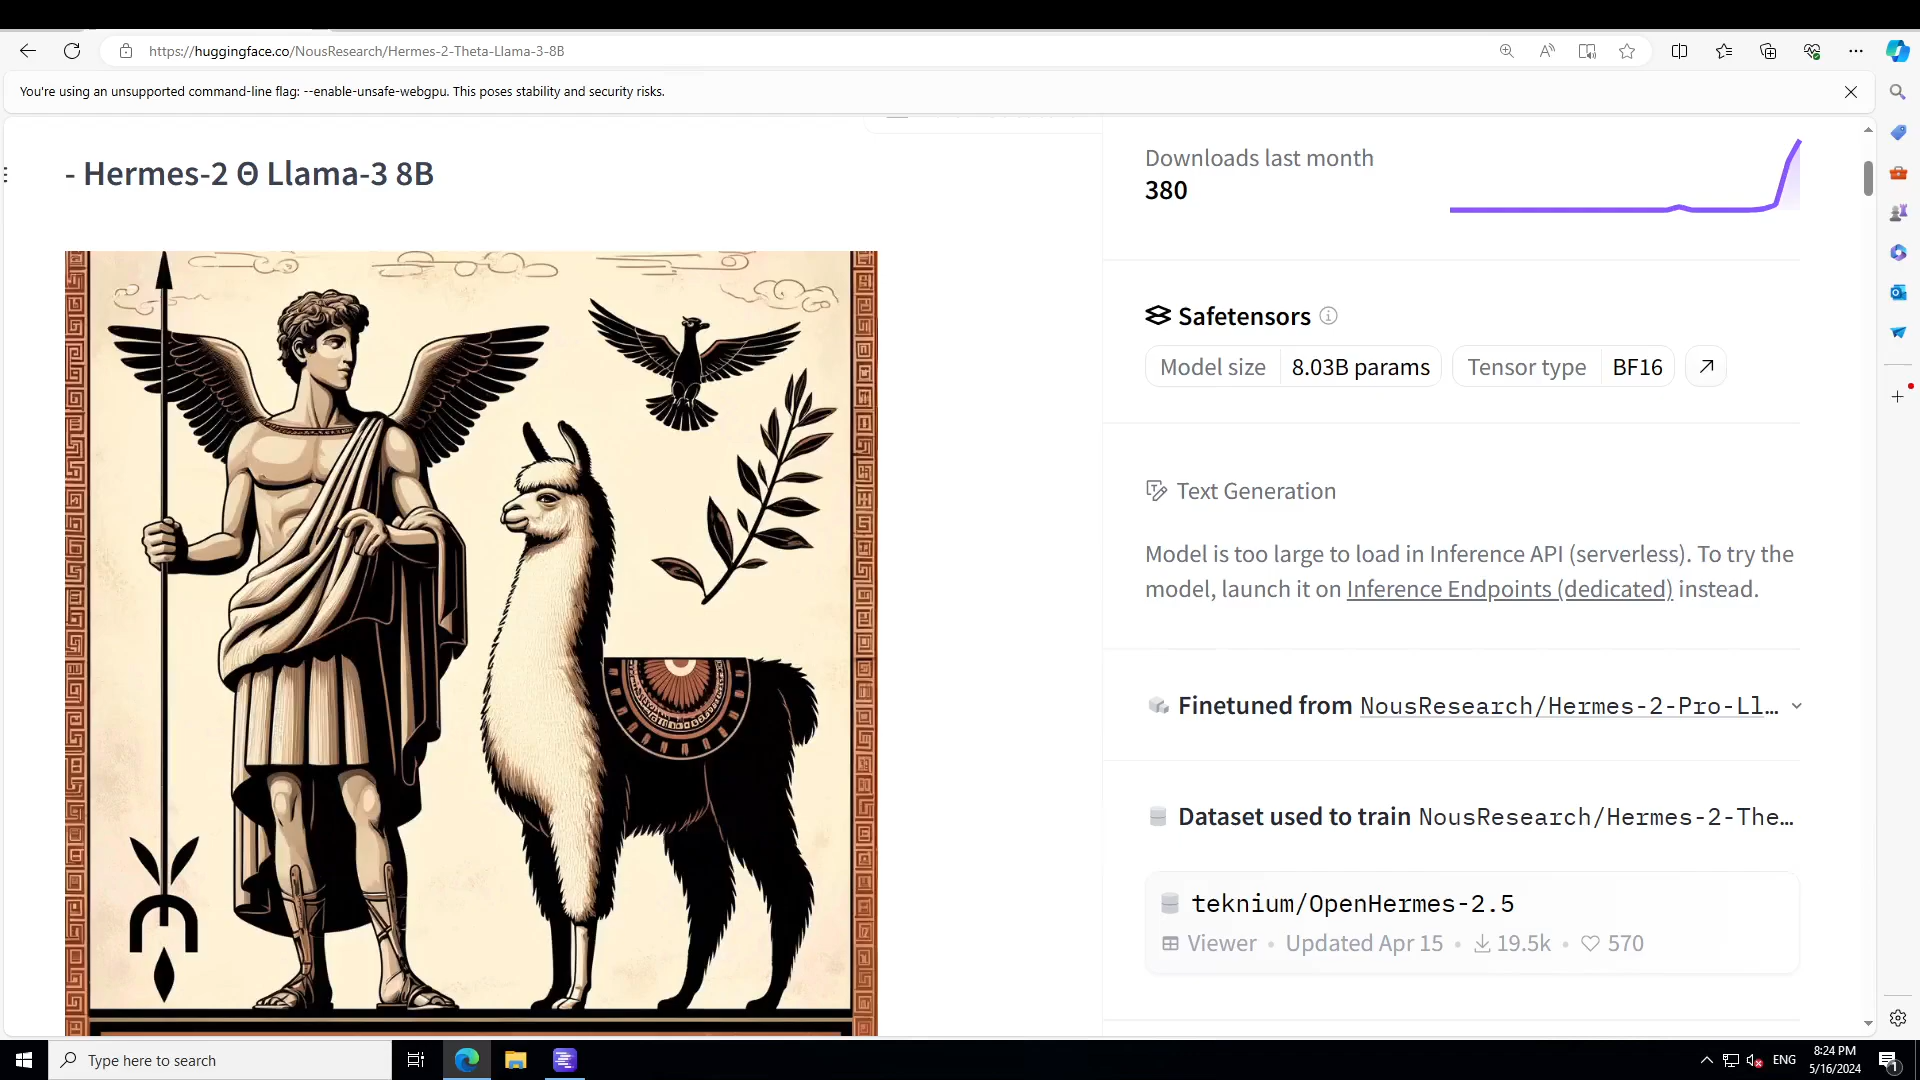 https://huggingface.co/NousResearch/Hermes-2-Theta-Llama-3-8B
You're using an unsupported command-line flag: --enable-unsafe-webgpu. This poses stability and security risks.
- Hermes-2 Θ Llama-3 8B
Downloads last month
380
Safetensors
Model size 8.03B params Tensor type BF16
Text Generation
Model is too large to load in Inference API (serverless). To try the
model, launch it on Inference Endpoints (dedicated) instead.
Finetuned from NousResearch/Hermes-2-Pro-Ll…
Dataset used to train NousResearch/Hermes-2-The…
teknium/OpenHermes-2.5
Viewer • Updated Apr 15 • 19.5k • 570
Type here to search
ENG
8:24 PM
5/16/2024
1